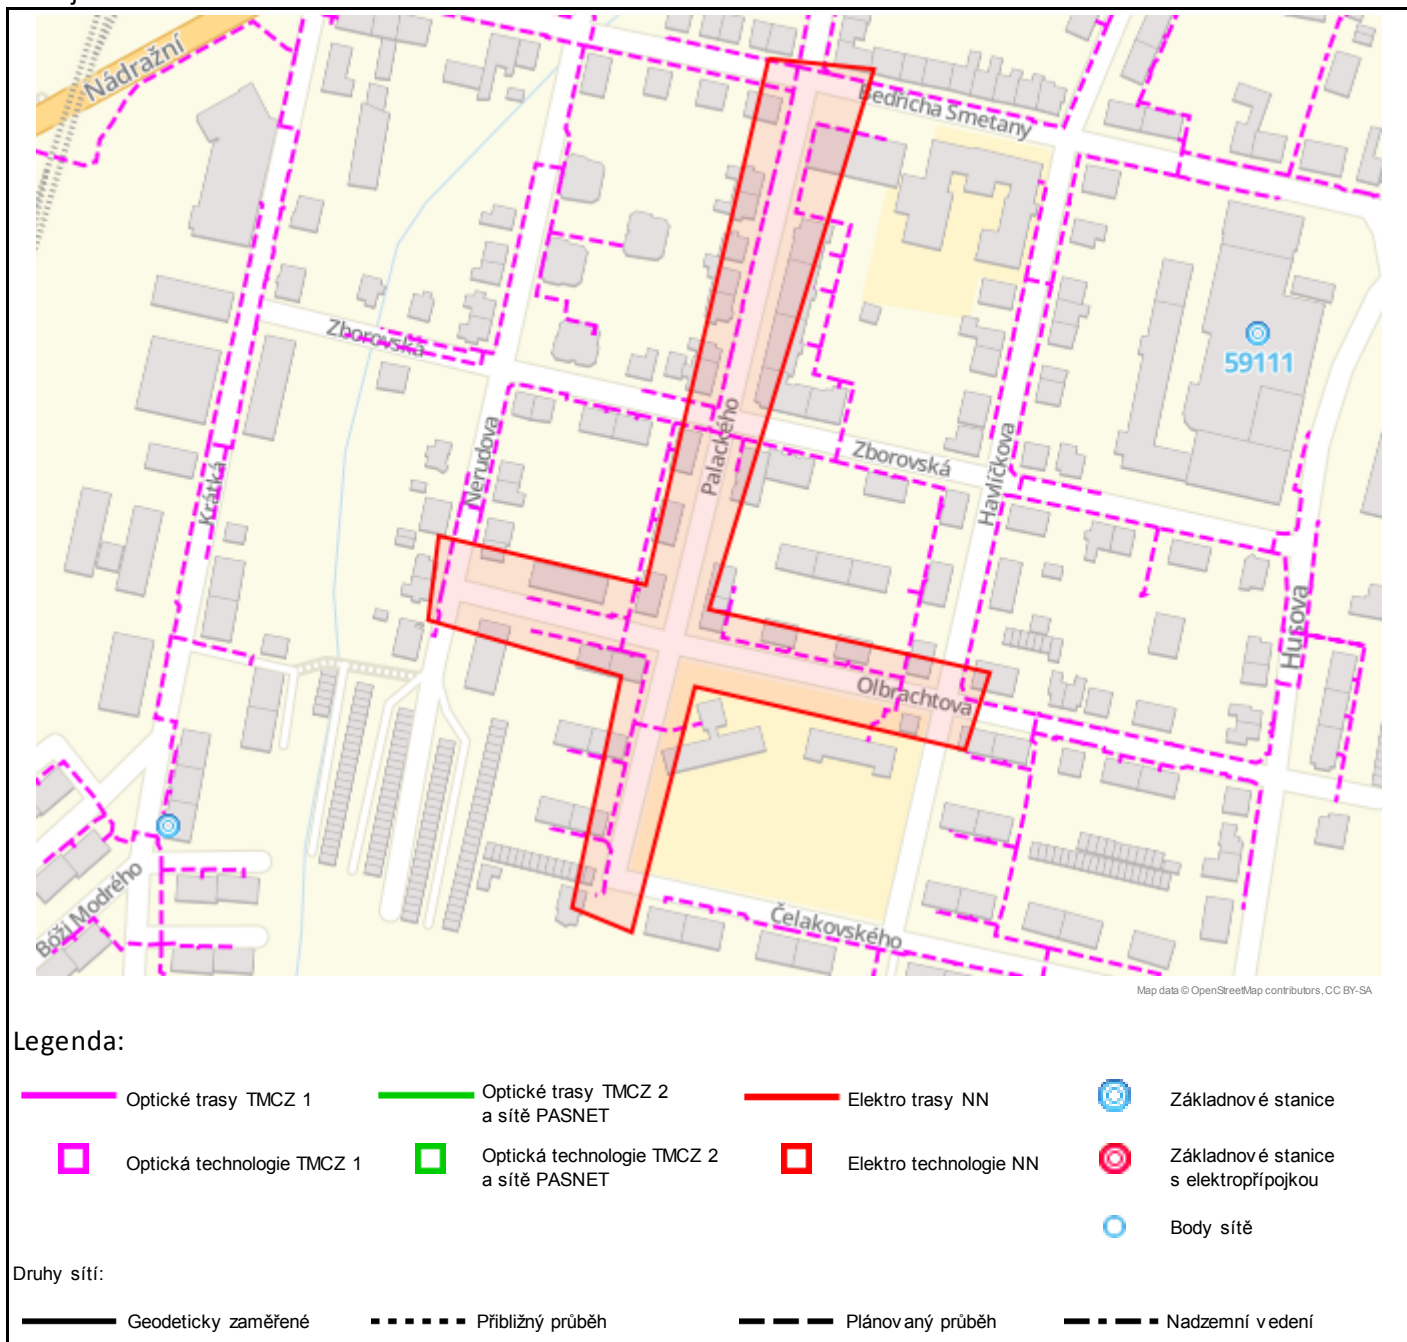 Nádražní
Bedřicha Smetany
59111
Zborovská
Palackého
Nerudova
Zborovská
Havlíčkova
Krátká
Husova
Olbrachtova
Bóži Modrého
Čelakovského
Map data © OpenStreetMap contributors, CC BY-SA
Legenda:
Optické trasy TMCZ 1
Optické trasy TMCZ 2
a sítě PASNET
Elektro trasy NN
Základnové stanice
Optická technologie TMCZ 1
Optická technologie TMCZ 2
a sítě PASNET
Elektro technologie NN
Základnové stanice
s elektropřípojkou
Body sítě
Druhy sítí:
Geodeticky zaměřené
Přibližný průběh
Plánovaný průběh
Nadzemní vedení